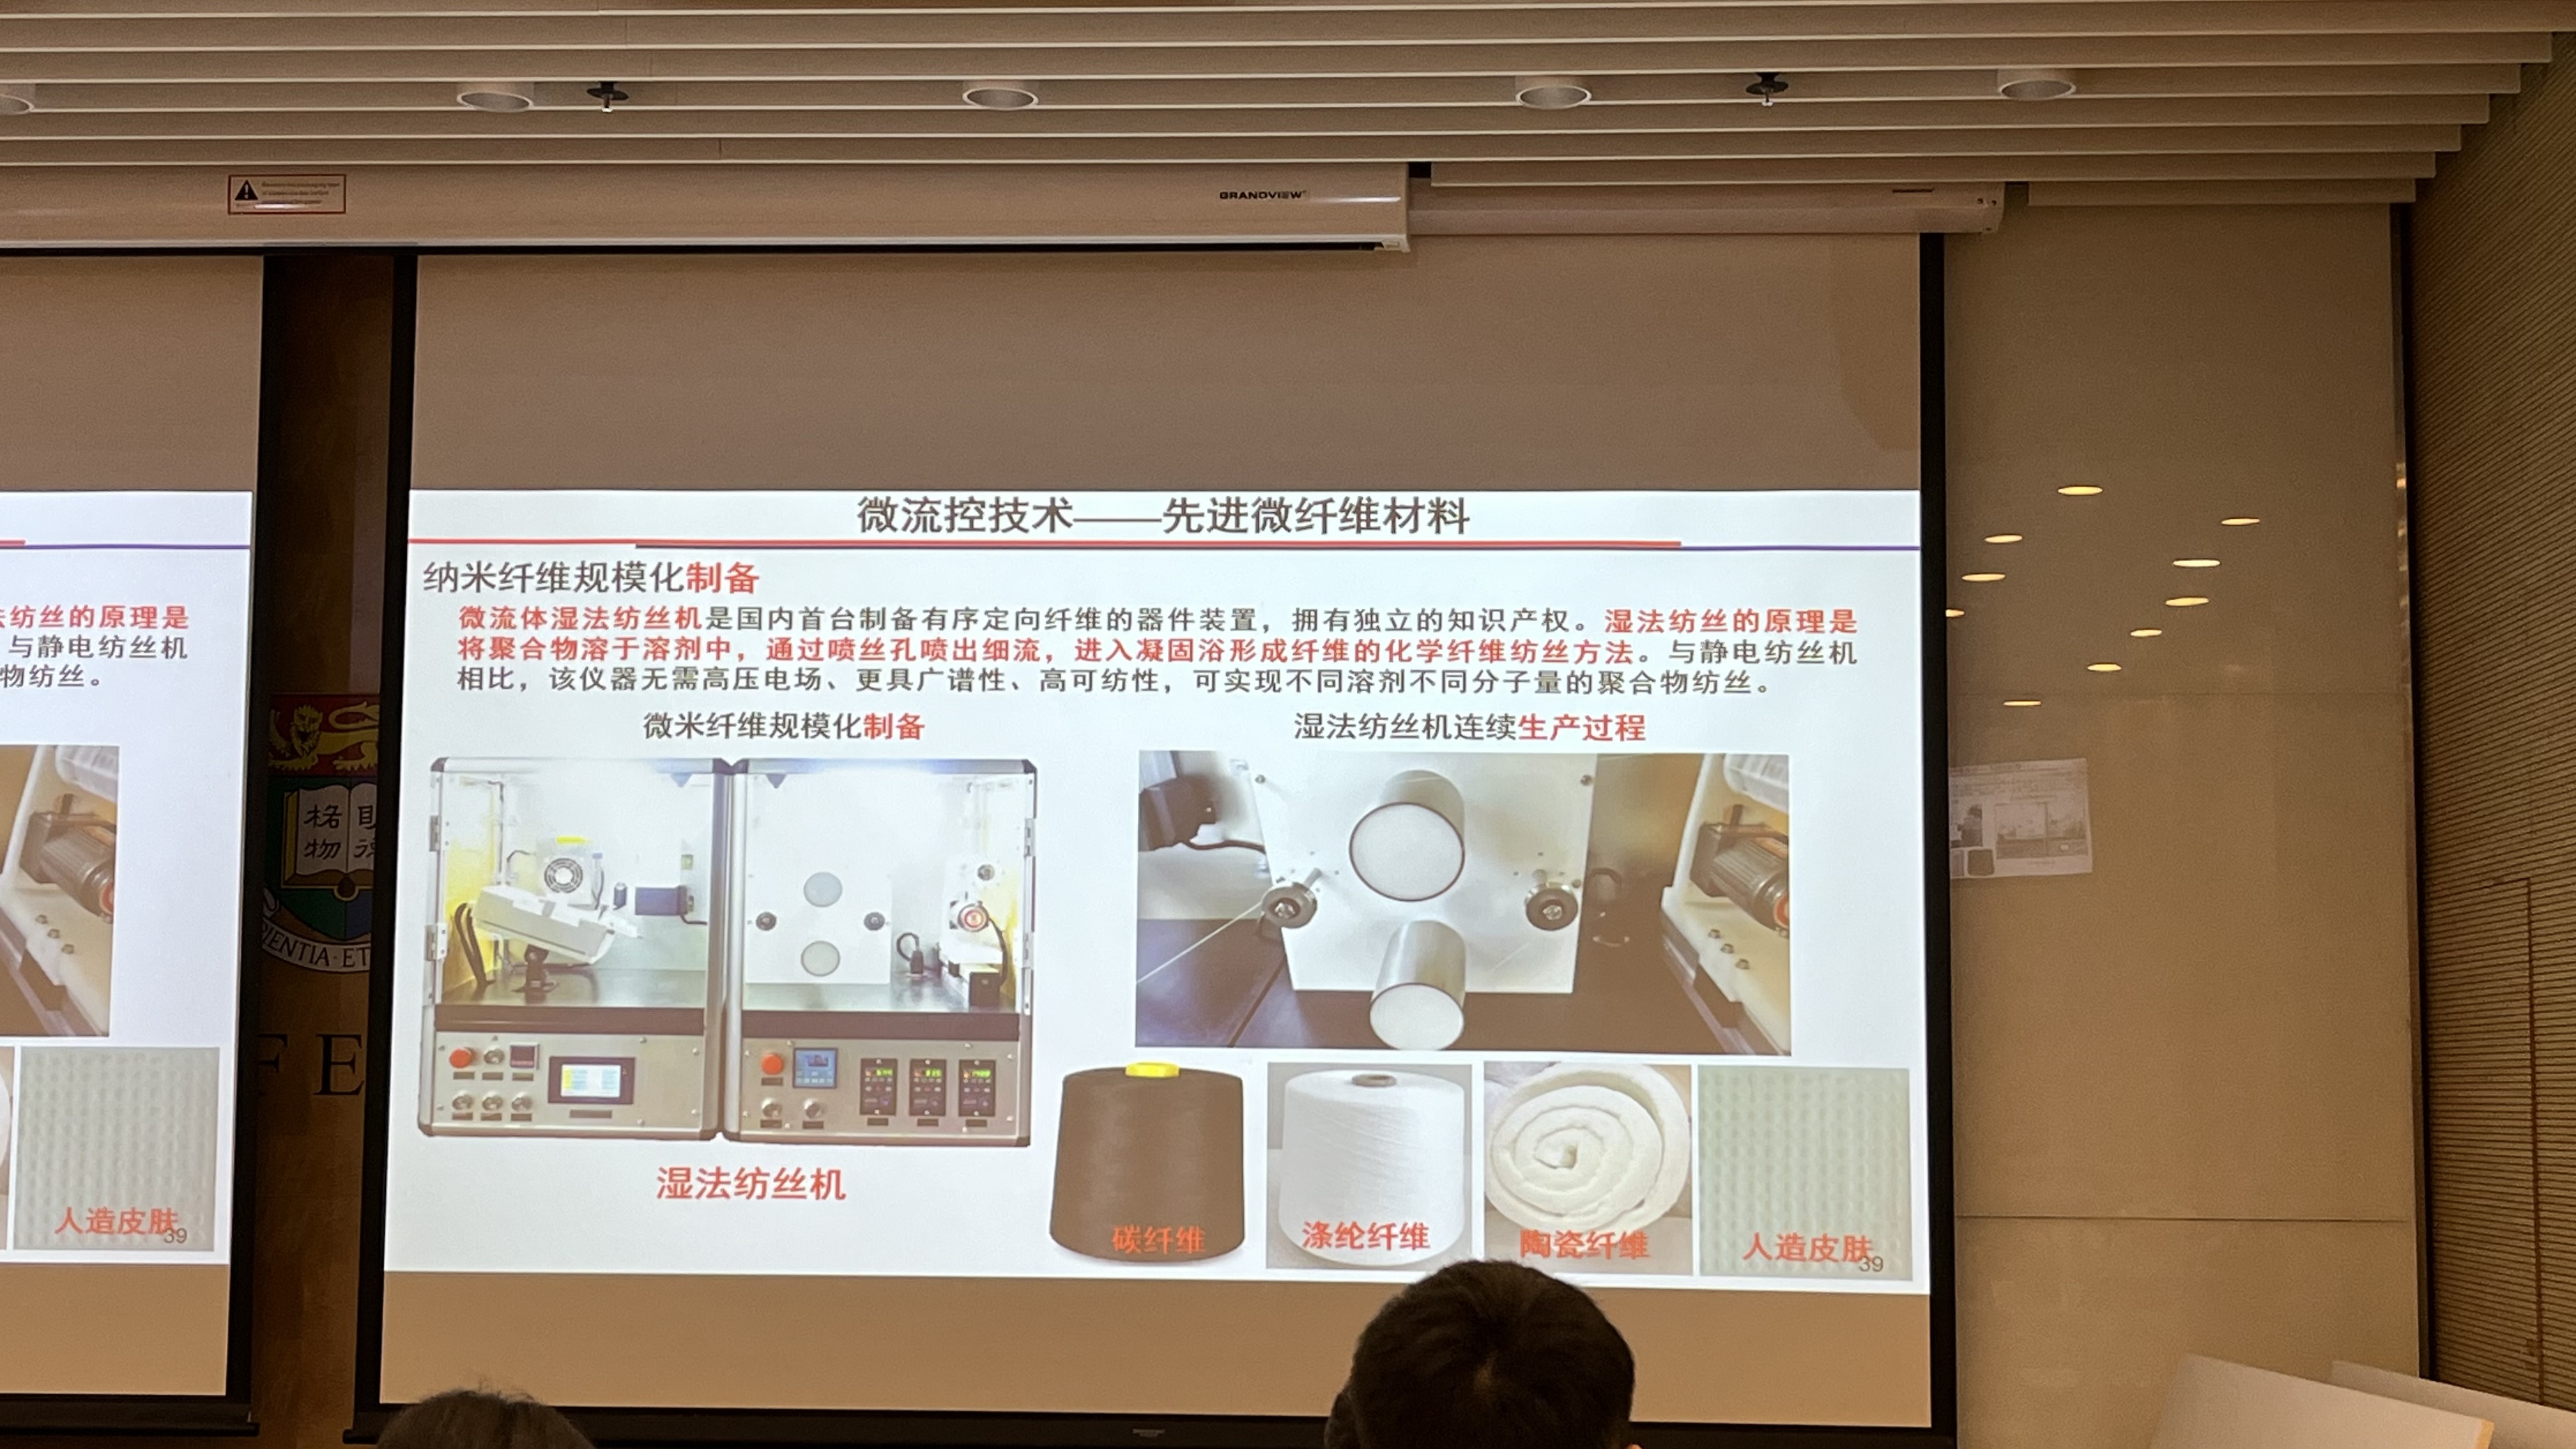 GRANDVIEW
微流控技术——先进微纤维材料
纳米纤维规模化制备
微流体湿法纺丝机是国内首台制备有序定向纤维的器件装置，拥有独立的知识产权。湿法纺丝的原理是
将聚合物溶于溶剂中，通过喷丝孔喷出细流，进入凝固浴形成纤维的化学纤维纺丝方法。与静电纺丝机
相比，该仪器无需高压电场、更具广谱性、高可纺性，可实现不同溶剂不同分子量的聚合物纺丝。
微米纤维规模化制备
湿法纺丝机连续生产过程
湿法纺丝机
碳纤维
涤纶纤维
陶瓷纤维
人造皮肤
39
法纺丝的原理是
与静电纺丝机
物纺丝。
人造皮肤
39
格
物
IENTIA·ET
FE